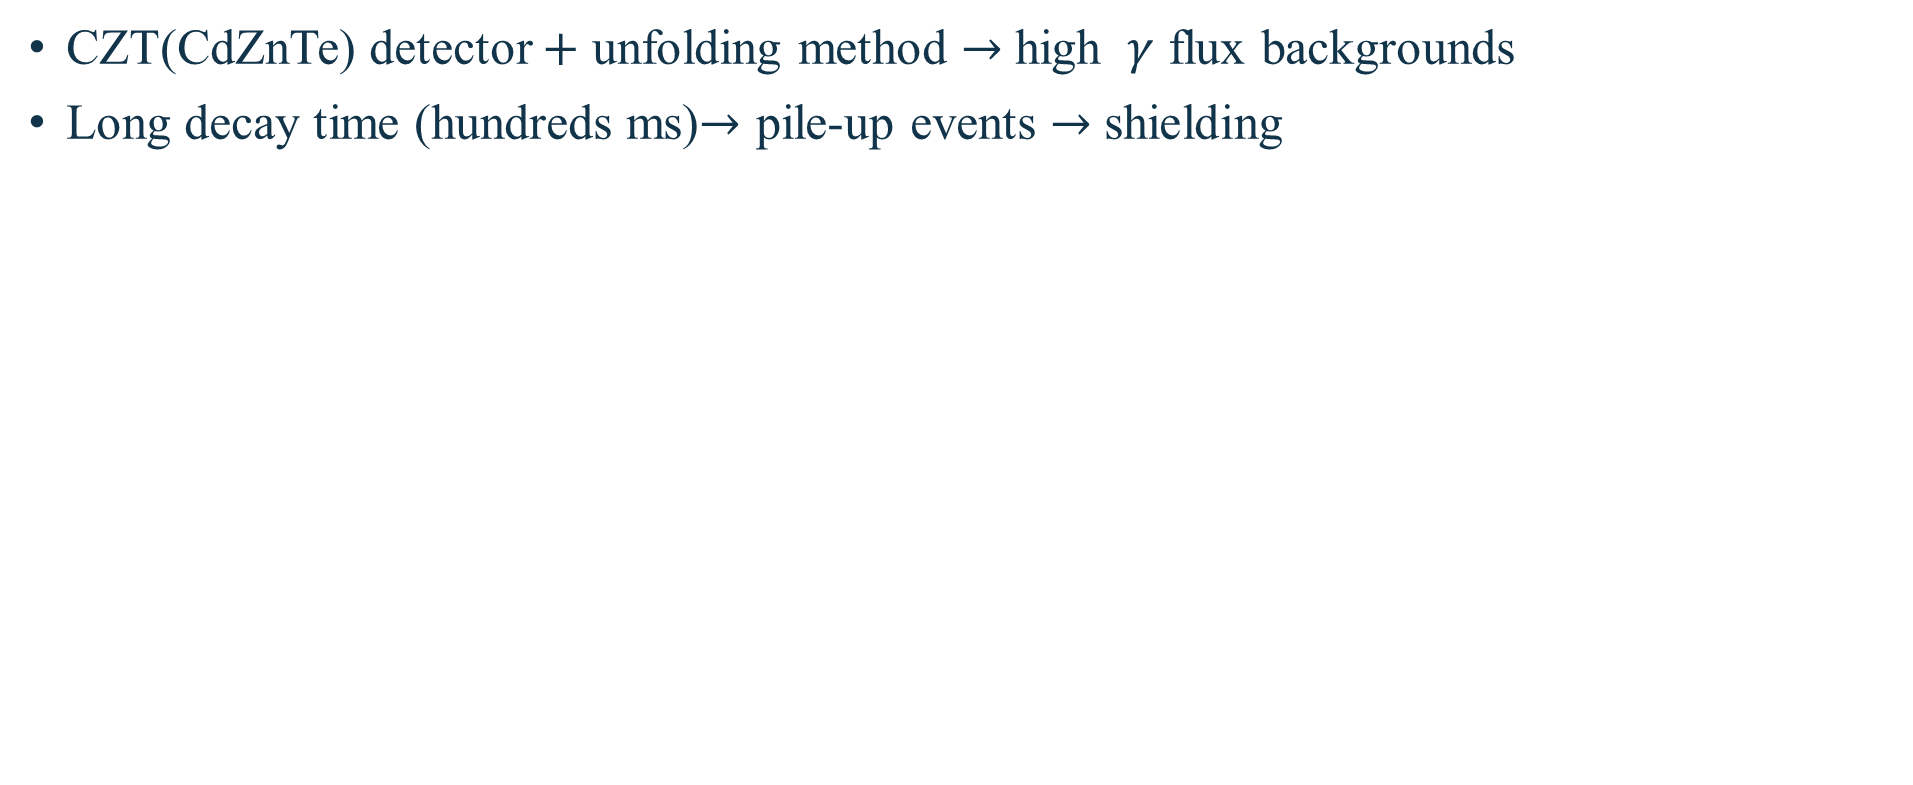 • CZT(CdZnTe) detector + unfolding method → high γ flux backgrounds
• Long decay time (hundreds ms)→ pile-up events → shielding